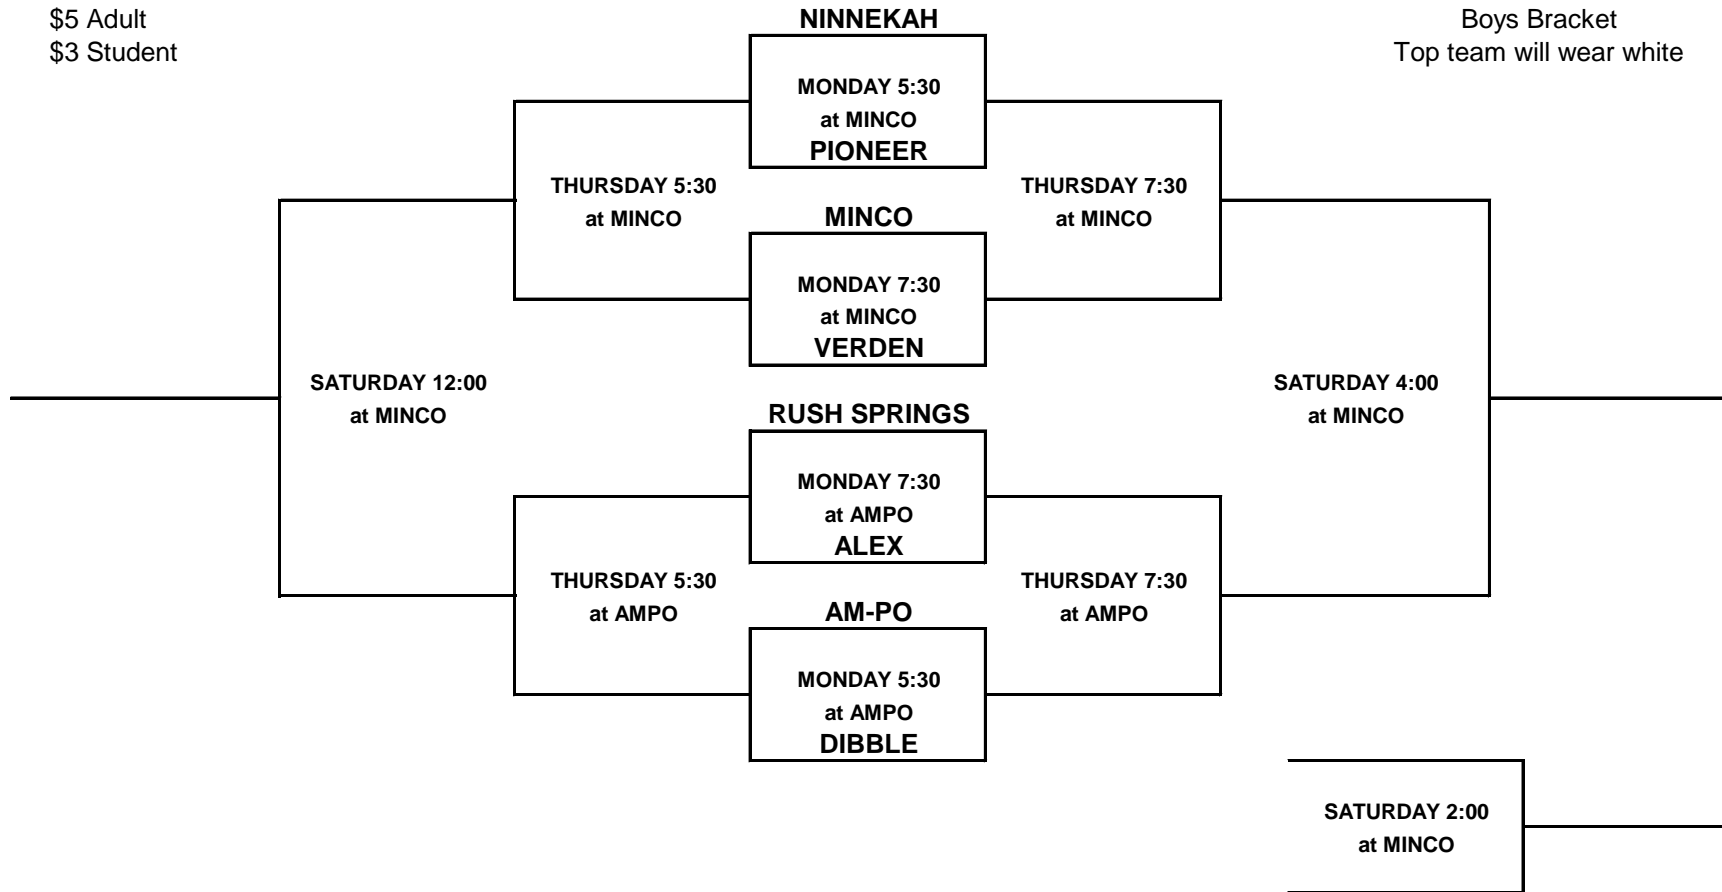 $5 Adult
$3 Student
NINNEKAH
Boys Bracket
Top team will wear white
MONDAY 5:30
at MINCO
PIONEER
THURSDAY 5:30
at MINCO
THURSDAY 7:30
at MINCO
MINCO
MONDAY 7:30
at MINCO
VERDEN
SATURDAY 12:00
at MINCO
SATURDAY 4:00
at MINCO
RUSH SPRINGS
MONDAY 7:30
at AMPO
ALEX
THURSDAY 5:30
at AMPO
THURSDAY 7:30
at AMPO
AM-PO
MONDAY 5:30
at AMPO
DIBBLE
SATURDAY 2:00
at MINCO